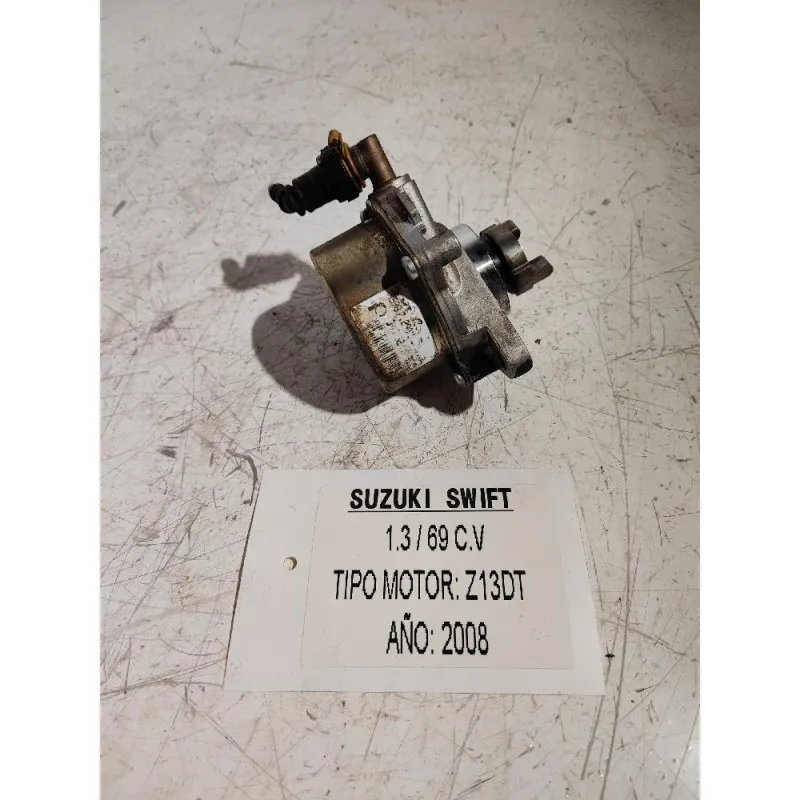 SUZUKI SWIFT
1.3 / 69 C.V
TIPO MOTOR: Z13DT
AÑO: 2008